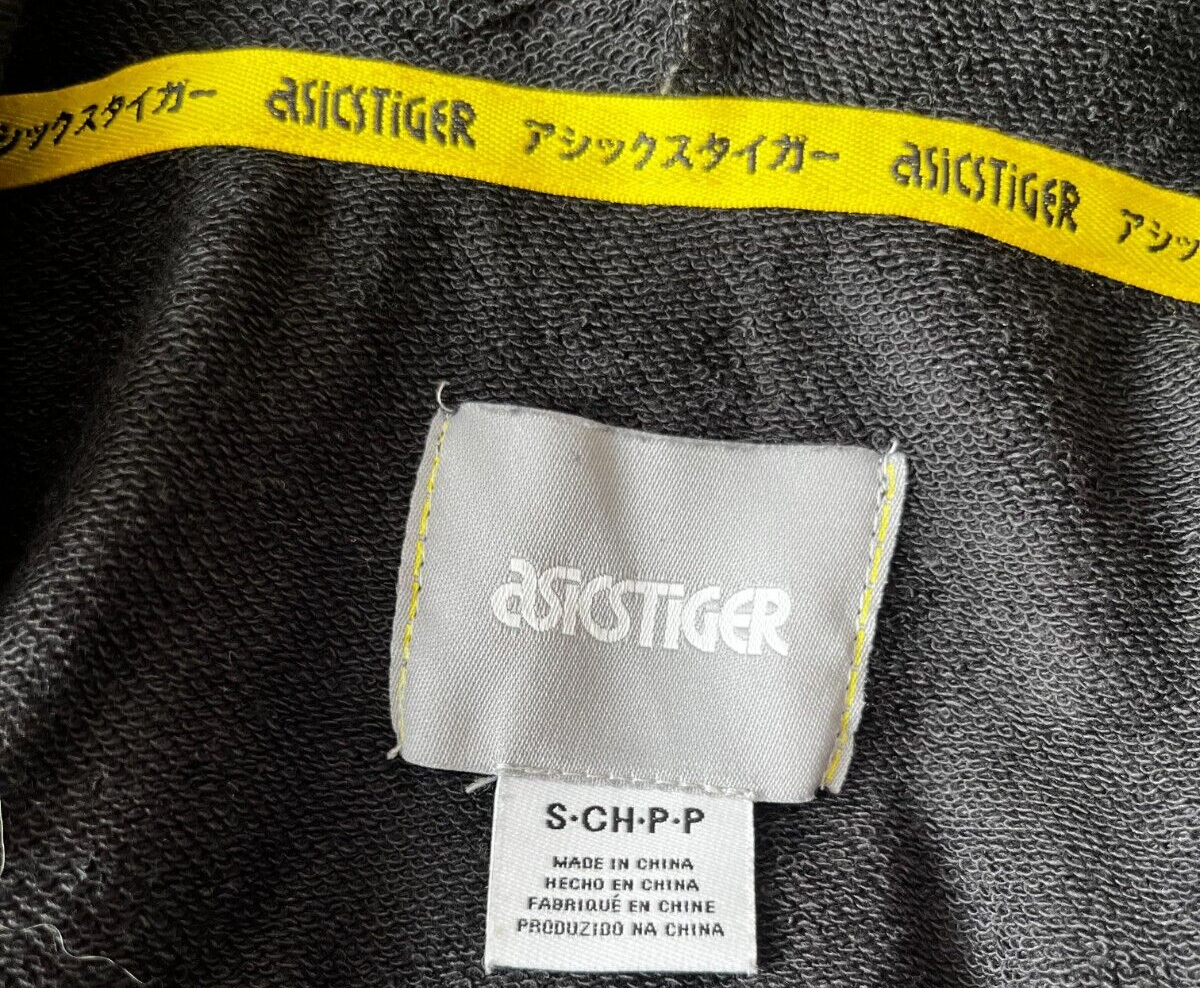 シックスタイガー asicsTIGER アシックスタイガー asicsTIGER アシッ
asicsTIGER
S·CH·P·P
MADE IN CHINA
HECHO EN CHINA
FABRIQUÉ EN CHINE
PRODUZIDO NA CHINA